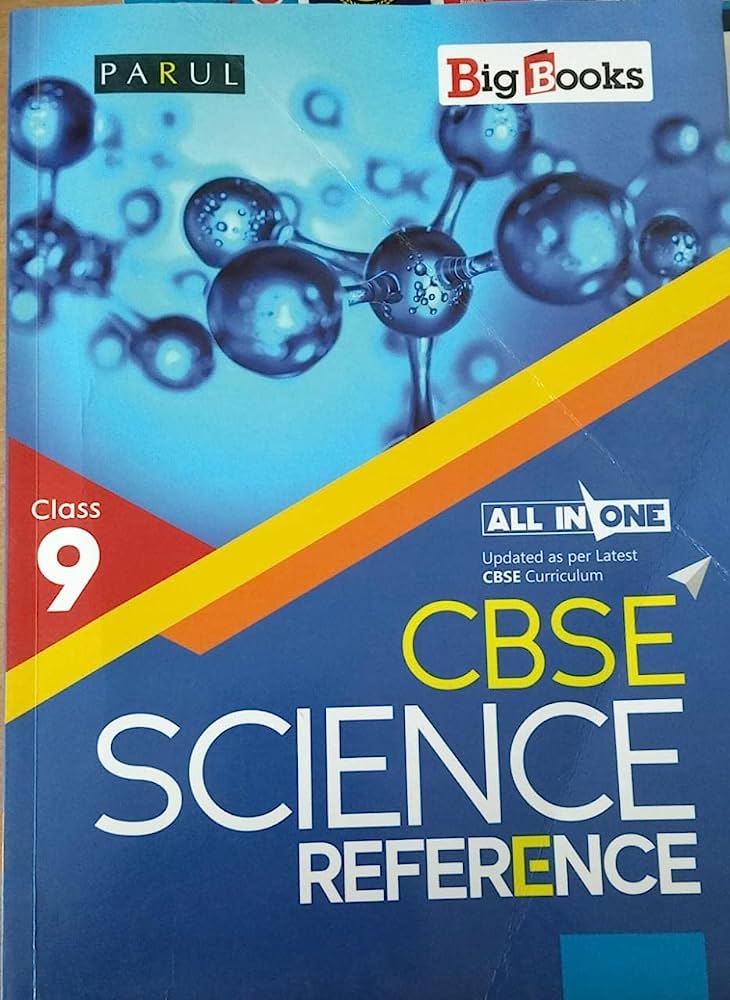 PARUL
Big Books
Class
9
ALL IN ONE
Updated as per Latest
CBSE Curriculum
CBSE
SCIENCE
REFERENCE